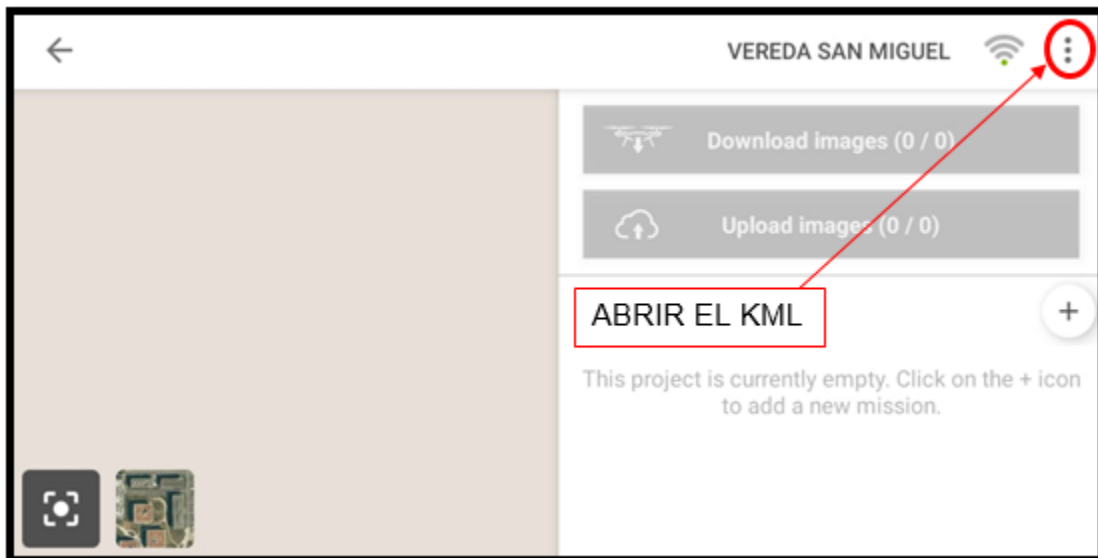 VEREDA SAN MIGUEL
Download images (0 / 0)
Upload images (0 / 0)
ABRIR EL KML
This project is currently empty. Click on the + icon
to add a new mission.